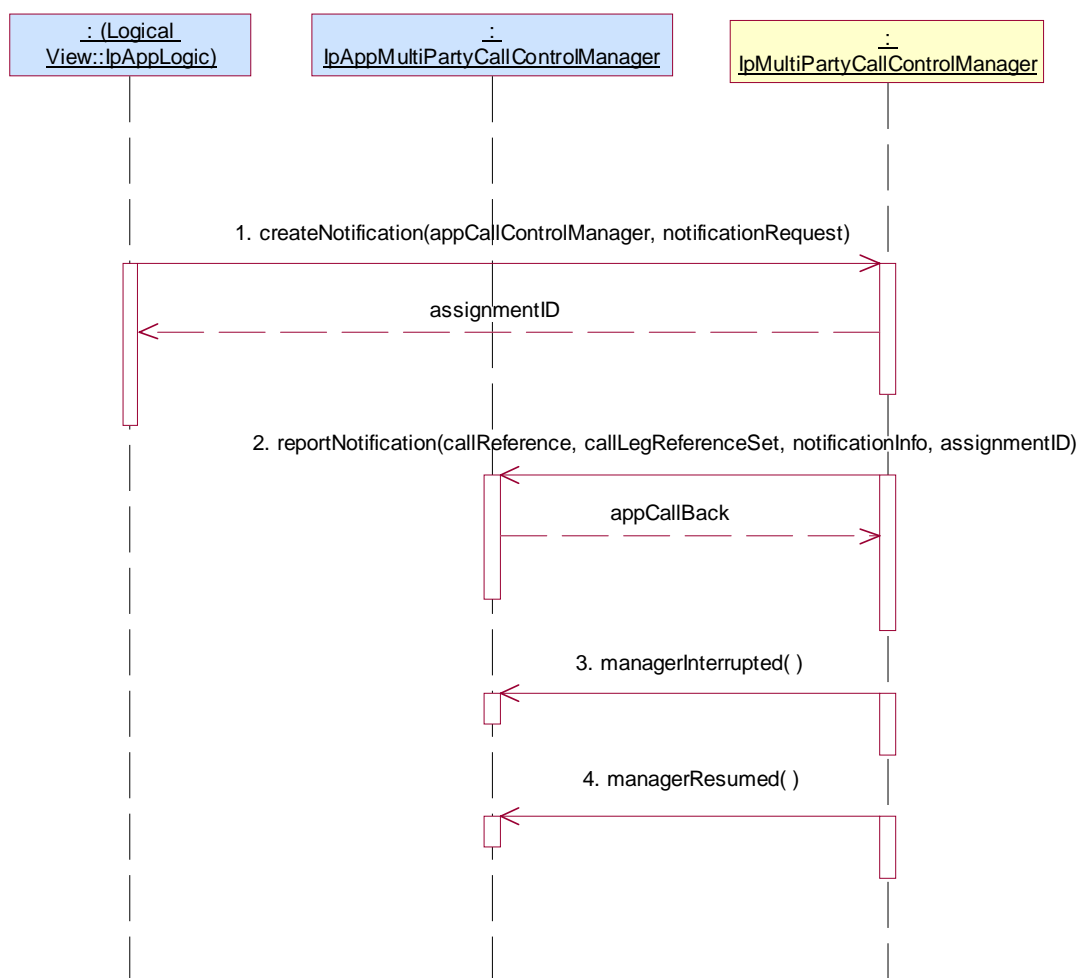 : (Logical
View::IpAppLogic)
:
IpAppMultiPartyCallControlManager
:
IpMultiPartyCallControlManager
1. createNotification(appCallControlManager, notificationRequest)
assignmentID
2. reportNotification(callReference, callLegReferenceSet, notificationInfo, assignmentID)
appCallBack
3. managerInterrupted( )
4. managerResumed( )